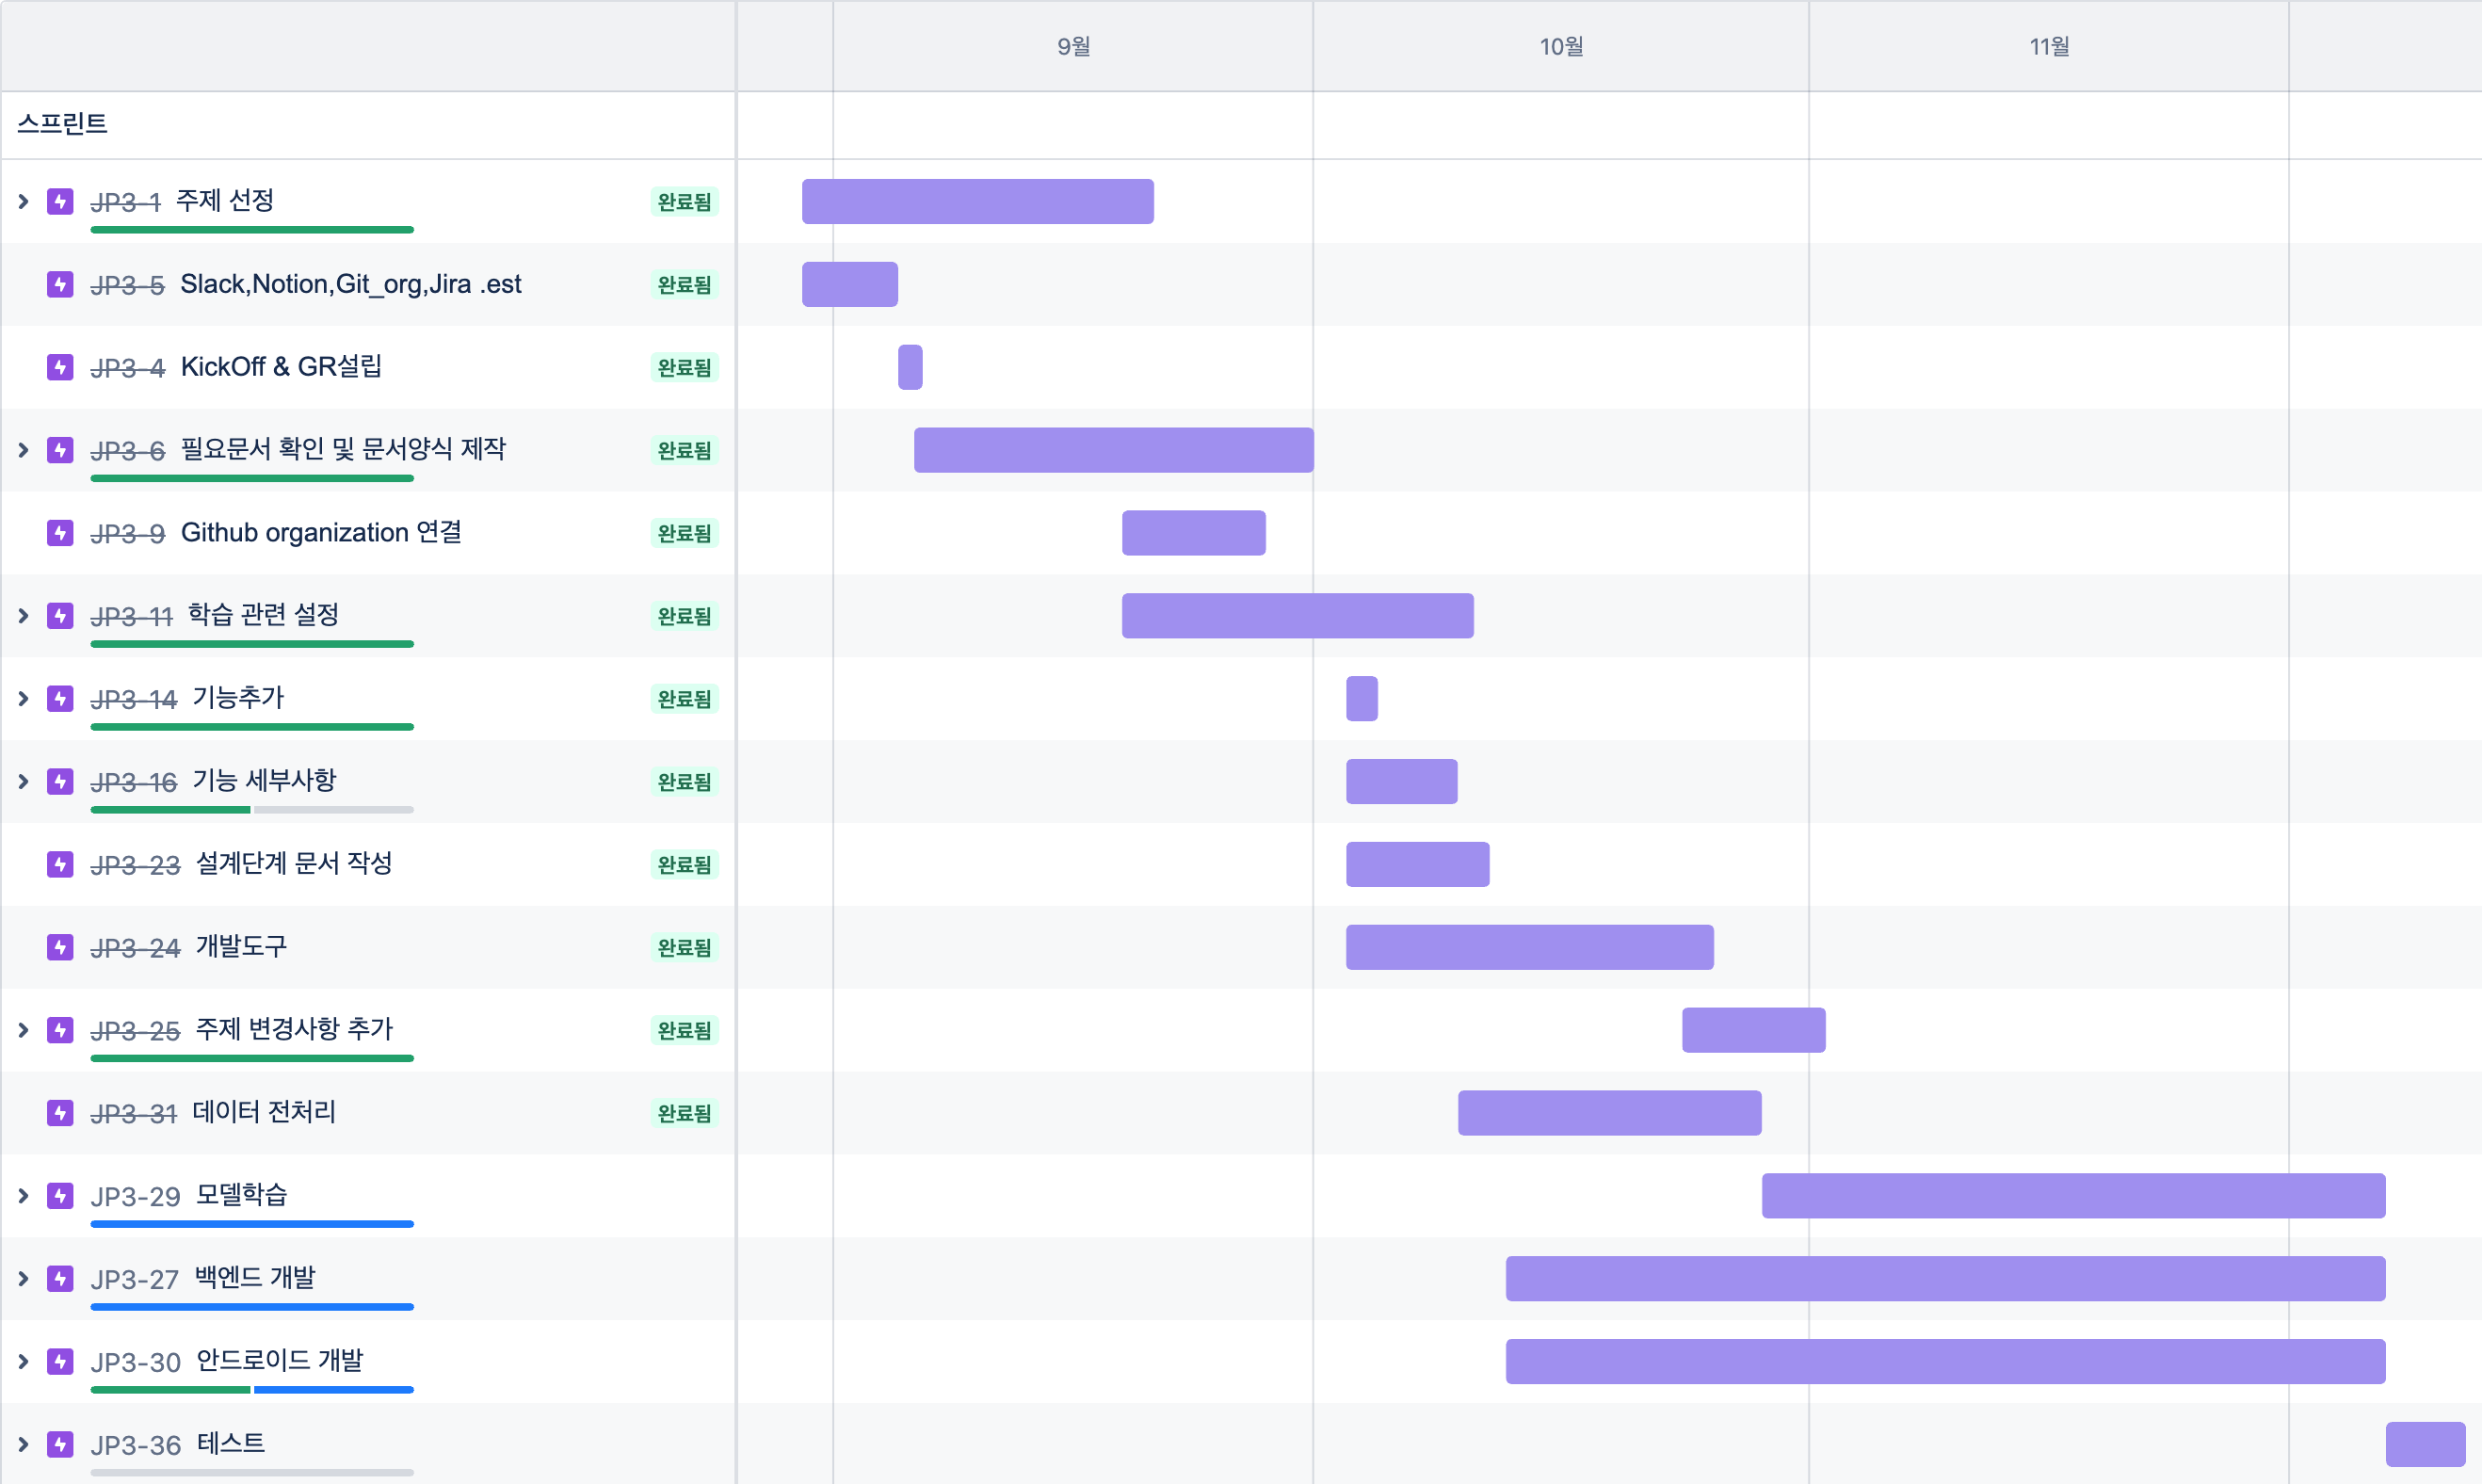 9월 10월 11월
스프린트
JP3-1 주제 선정 완료됨
JP3-5 Slack,Notion,Git_org,Jira .est 완료됨
JP3-4 KickOff & GR설립 완료됨
JP3-6 필요문서 확인 및 문서양식 제작 완료됨
JP3-9 Github organization 연결 완료됨
JP3-11 학습 관련 설정 완료됨
JP3-14 기능추가 완료됨
JP3-16 기능 세부사항 완료됨
JP3-23 설계단계 문서 작성 완료됨
JP3-24 개발도구 완료됨
JP3-25 주제 변경사항 추가 완료됨
JP3-31 데이터 전처리 완료됨
JP3-29 모델학습
JP3-27 백엔드 개발
JP3-30 안드로이드 개발
JP3-36 테스트